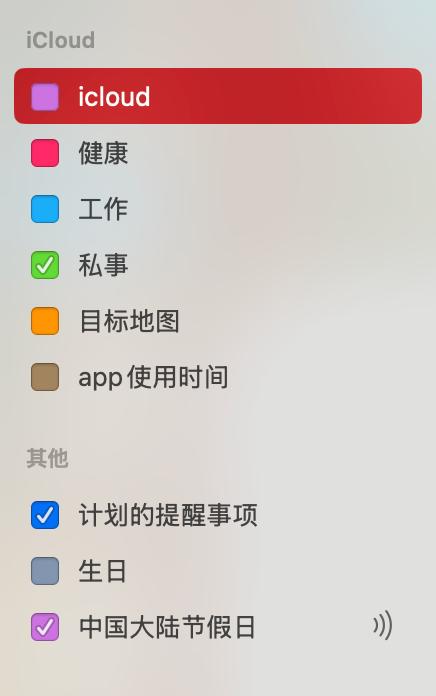 iCloud
icloud
健康
工作
私事
目标地图
app使用时间
其他
计划的提醒事项
生日
中国大陆节假日